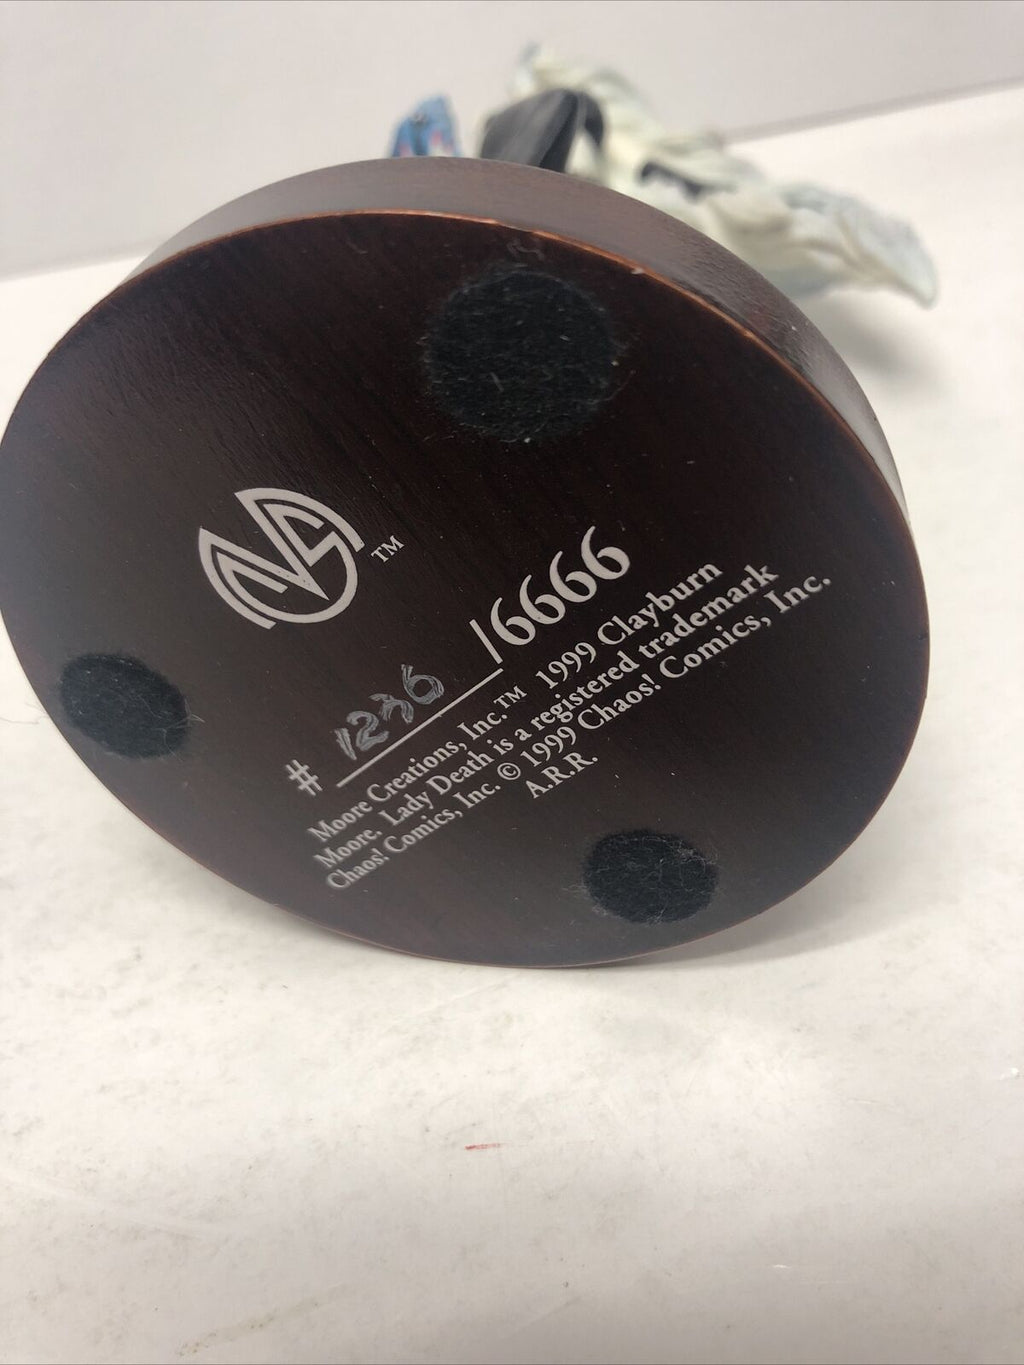 TM
# 1236 /6666
Moore Creations, Inc.™ 1999 Clayburn
Moore. Lady Death is a registered trademark
Chaos! Comics, Inc. © 1999 Chaos! Comics, Inc.
A.R.R.